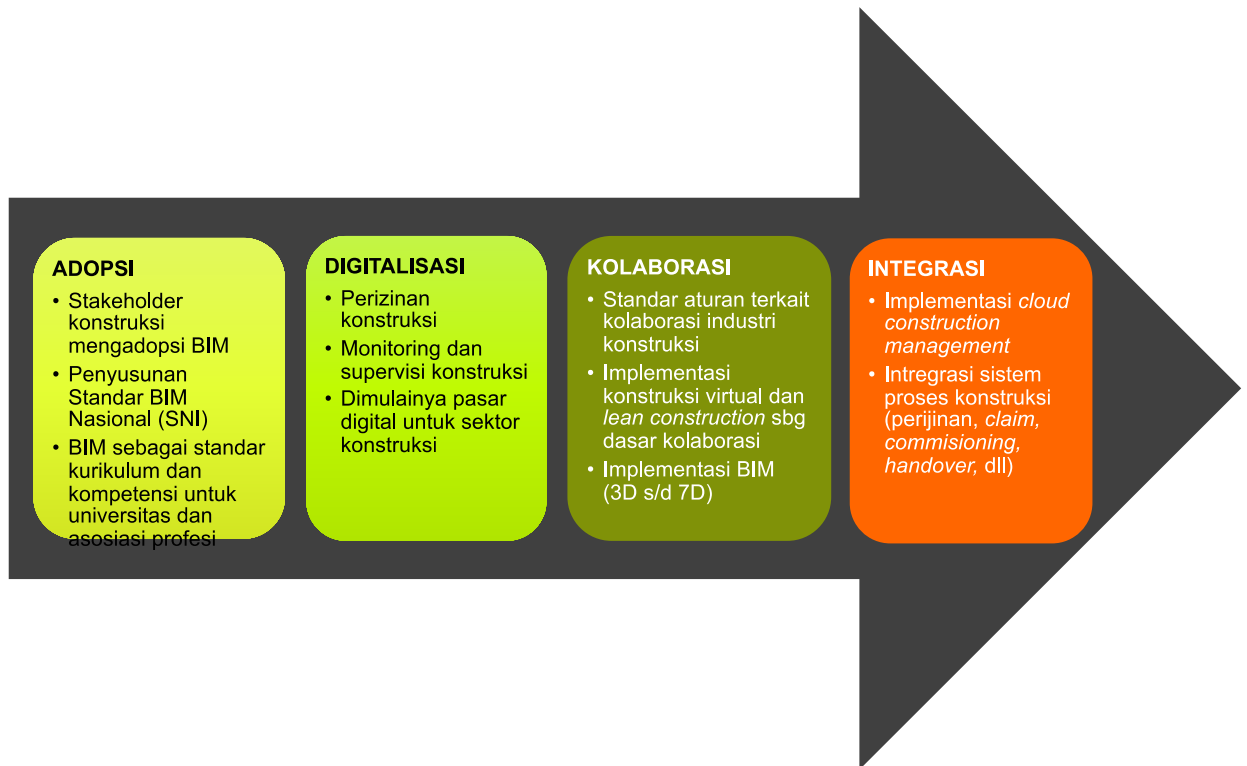 ADOPSI
• Stakeholder
konstruksi
mengadopsi BIM
• Penyusunan
Standar BIM
Nasional (SNI)
• BIM sebagai standar
kurikulum dan
kompetensi untuk
universitas dan
asosiasi profesi
DIGITALISASI
• Perizinan
konstruksi
• Monitoring dan
supervisi konstruksi
• Dimulainya pasar
digital untuk sektor
konstruksi
KOLABORASI
• Standar aturan terkait
kolaborasi industri
konstruksi
• Implementasi
konstruksi virtual dan
lean construction sbg
dasar kolaborasi
• Implementasi BIM
(3D s/d 7D)
INTEGRASI
• Implementasi cloud
construction
management
• Intregrasi sistem
proses konstruksi
(perijinan, claim,
commisioning,
handover, dll)